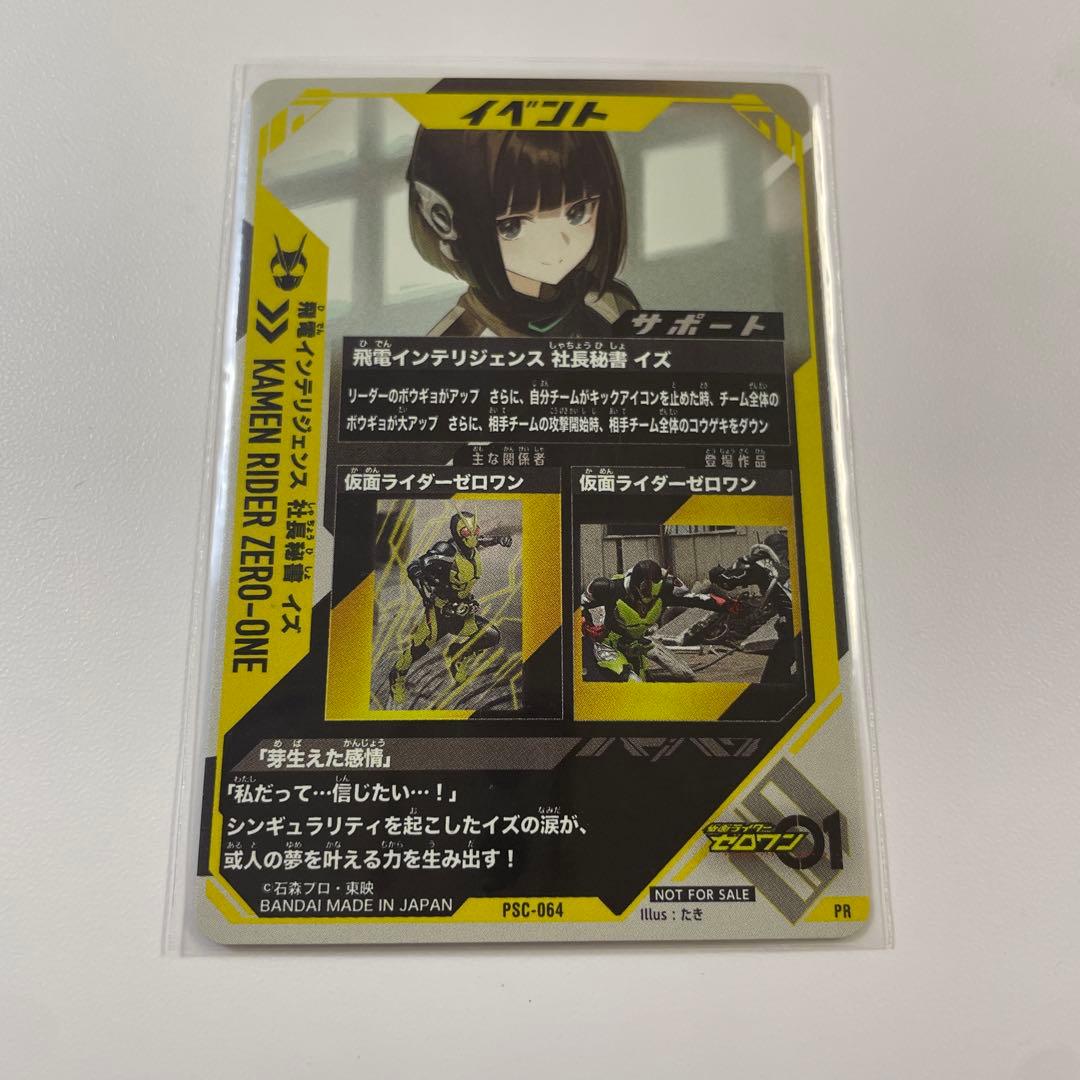 イベント
飛電インテリジェンス 社長秘書 イズ
KAMEN RIDER ZERO-ONE
サポート
飛電インテリジェンス 社長秘書 イズ
リーダーのボウギョがアップ さらに、自分チームがキックアイコンを止めた時、チーム全体の
ボウギョが大アップ さらに、相手チームの攻撃開始時、相手チーム全体のコウゲキをダウン
主な関係者
登場作品
仮面ライダーゼロワン
仮面ライダーゼロワン
「芽生えた感情」
「私だって…信じたい…！」
シンギュラリティを起こしたイズの涙が、
或人の夢を叶える力を生み出す！
©石森プロ・東映
BANDAI MADE IN JAPAN
PSC-064
NOT FOR SALE
Illus : たき
仮面ライダー
ゼロワン 01
PR